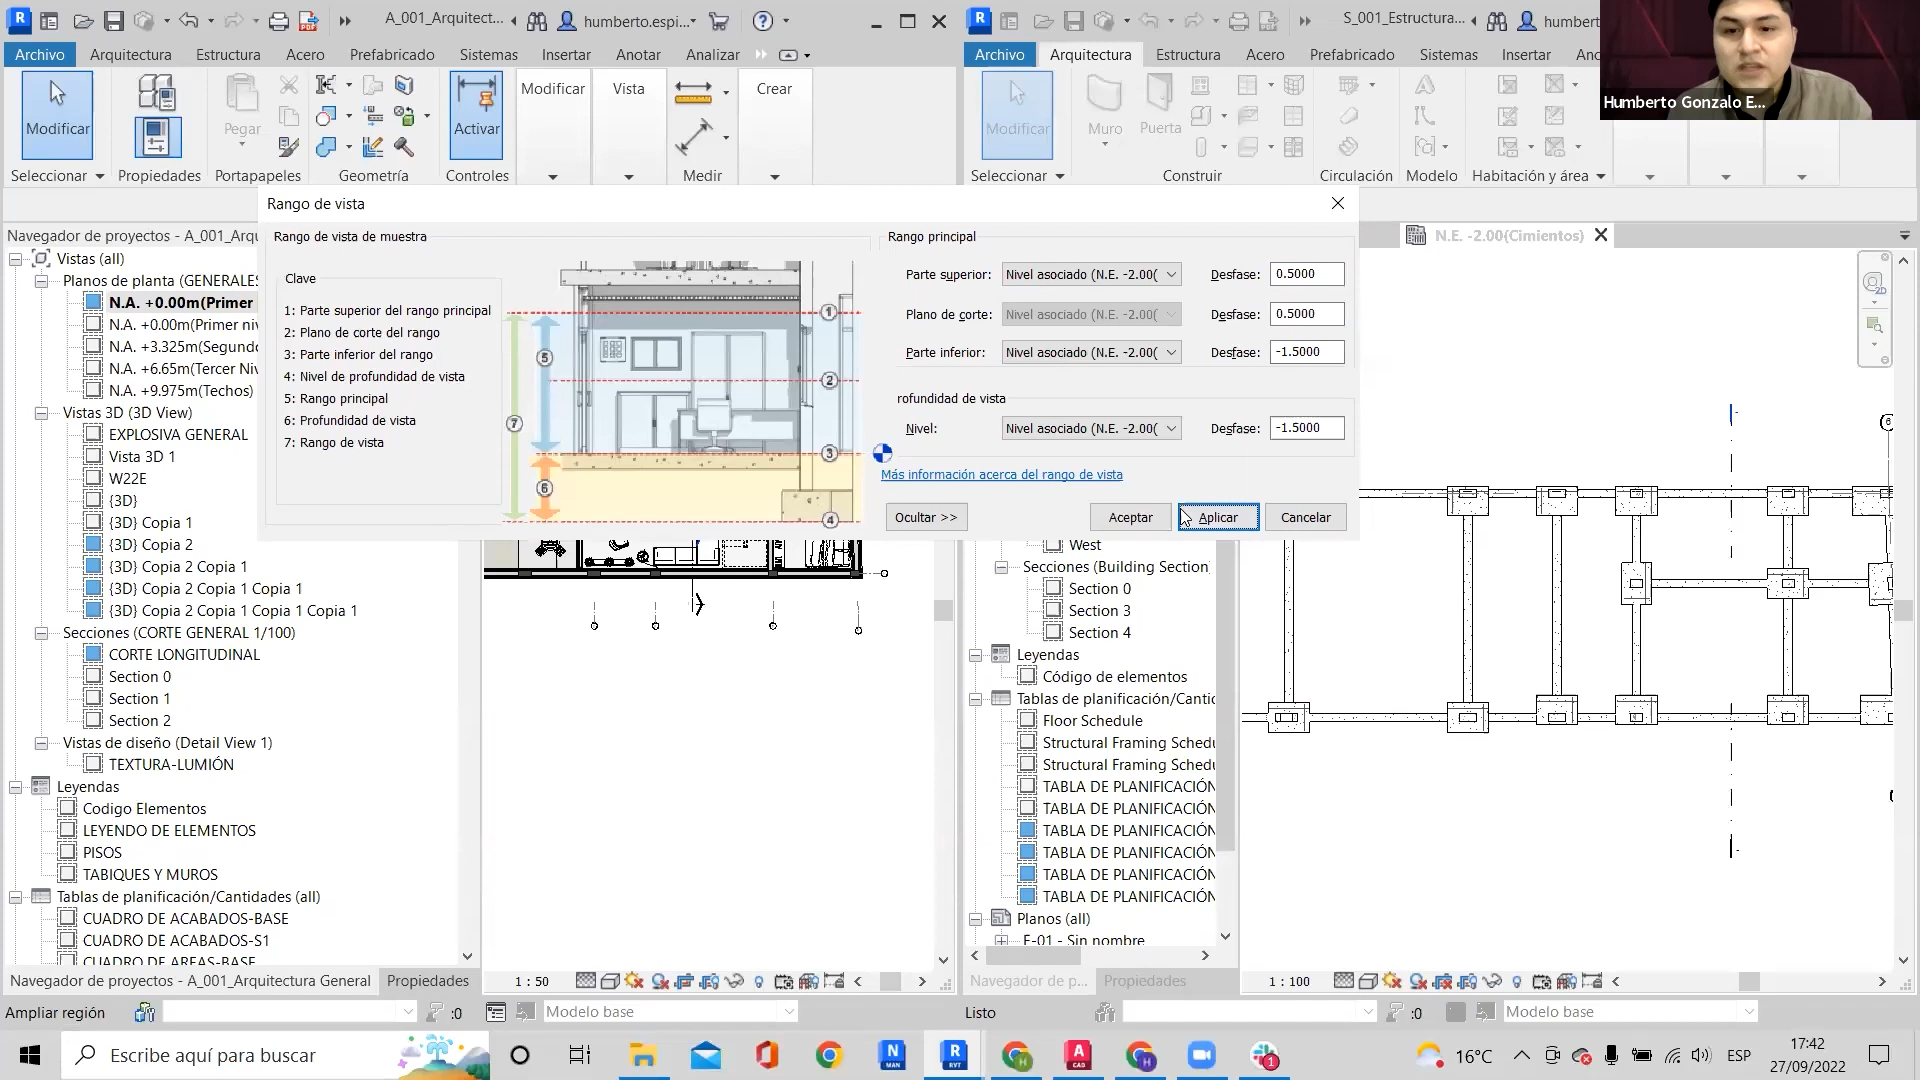 A_001_Arquitect...
humberto.espi...
S_001_Estructura...
humbert
Archivo
Arquitectura
Estructura
Acero
Prefabricado
Sistemas
Insertar
Anotar
Analizar
Archivo
Arquitectura
Estructura
Acero
Prefabricado
Sistemas
Insertar
Modificar
Pegar
Activar
Modificar
Vista
Crear
Modificar
Muro
Puerta
Humberto Gonzalo E...
Seleccionar
Propiedades
Portapapeles
Geometría
Controles
Medir
Seleccionar
Construir
Circulación
Modelo
Habitación y área
Rango de vista
Navegador de proyectos - A_001_Arqu
Rango de vista de muestra
Clave
1: Parte superior del rango principal
2: Plano de corte del rango
3: Parte inferior del rango
4: Nivel de profundidad de vista
5: Rango principal
6: Profundidad de vista
7: Rango de vista
1
2
3
4
5
6
7
Rango principal
Parte superior:
Nivel asociado (N.E. -2.00(
Desfase:
0.5000
Plano de corte:
Nivel asociado (N.E. -2.00(
Desfase:
0.5000
Parte inferior:
Nivel asociado (N.E. -2.00(
Desfase:
-1.5000
rofundidad de vista
Nivel:
Nivel asociado (N.E. -2.00(
Desfase:
-1.5000
Más información acerca del rango de vista
Ocultar >>
Aceptar
Aplicar
Cancelar
N.E. -2.00(Cimientos)
Vistas (all)
Planos de planta (GENERALES
N.A. +0.00m(Primer
N.A. +0.00m(Primer niv
N.A. +3.325m(Segund
N.A. +6.65m(Tercer Niv
N.A. +9.975m(Techos)
Vistas 3D (3D View)
EXPLOSIVA GENERAL
Vista 3D 1
W22E
{3D}
{3D} Copia 1
{3D} Copia 2
{3D} Copia 2 Copia 1
{3D} Copia 2 Copia 1 Copia 1
{3D} Copia 2 Copia 1 Copia 1 Copia 1
Secciones (CORTE GENERAL 1/100)
CORTE LONGITUDINAL
Section 0
Section 1
Section 2
Vistas de diseño (Detail View 1)
TEXTURA-LUMIÓN
Leyendas
Codigo Elementos
LEYENDO DE ELEMENTOS
PISOS
TABIQUES Y MUROS
Tablas de planificación/Cantidades (all)
CUADRO DE ACABADOS-BASE
CUADRO DE ACABADOS-S1
CUADRO DE AREAS-BASE
West
Secciones (Building Section)
Section 0
Section 3
Section 4
Leyendas
Código de elementos
Tablas de planificación/Cantid
Floor Schedule
Structural Framing Schedu
Structural Framing Schedu
TABLA DE PLANIFICACIÓN
TABLA DE PLANIFICACIÓN
TABLA DE PLANIFICACIÓN
TABLA DE PLANIFICACIÓN
TABLA DE PLANIFICACIÓN
TABLA DE PLANIFICACIÓN
Planos (all)
E-01 - Sin nombre
Navegador de proyectos - A_001_Arquitectura General
Propiedades
1 : 50
Navegador de p...
Propiedades
1 : 100
Ampliar región
:0
Modelo base
Listo
:0
Modelo base
Escribe aquí para buscar
16°C
ESP
17:42
27/09/2022